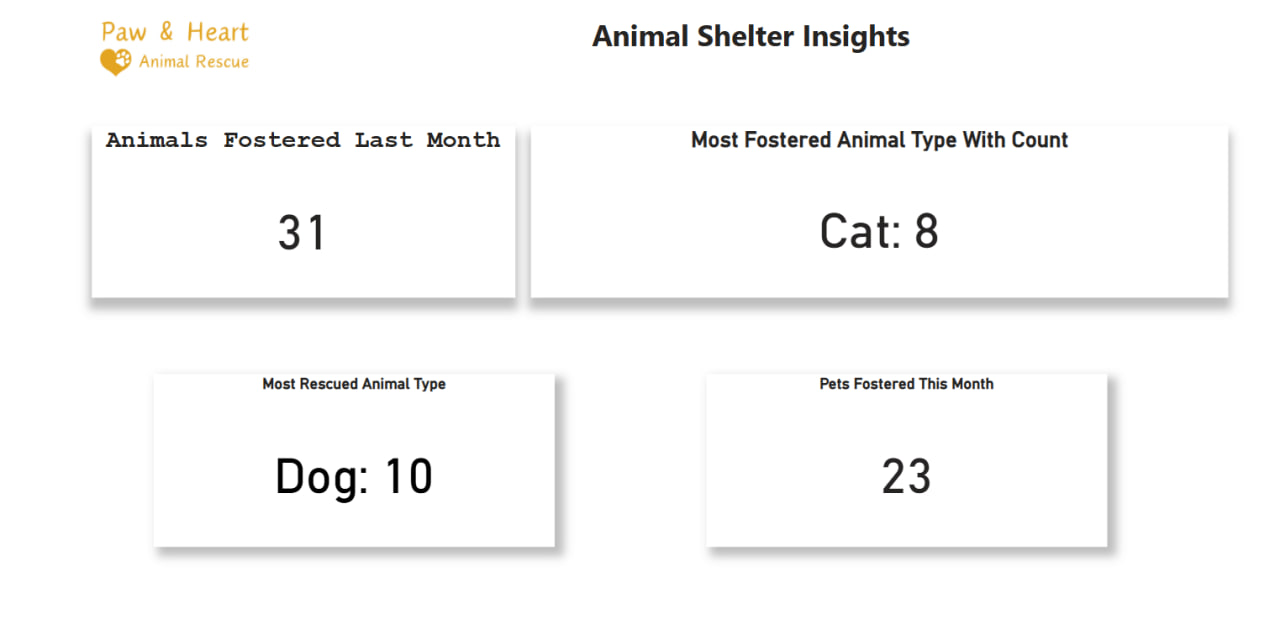 Paw & Heart
Animal Rescue
Animal Shelter Insights
Animals Fostered Last Month
31
Most Fostered Animal Type With Count
Cat: 8
Most Rescued Animal Type
Dog: 10
Pets Fostered This Month
23